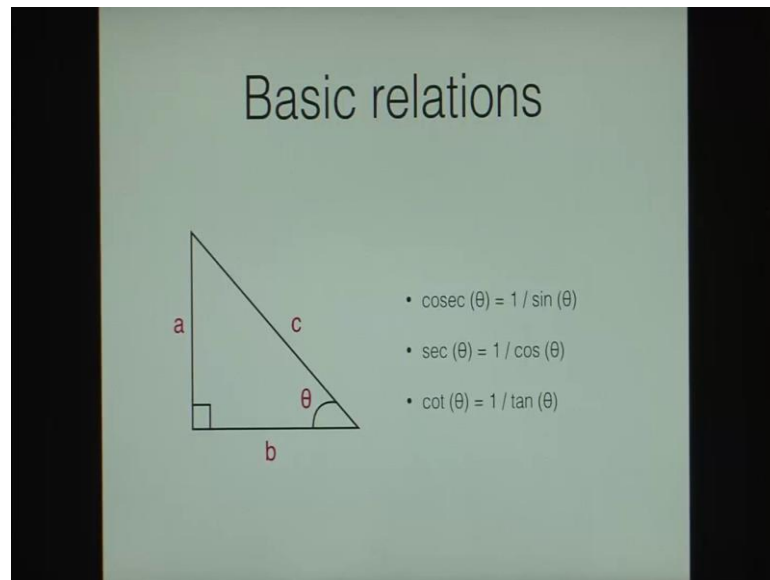 Basic relations
a
c
θ
b
• cosec (θ) = 1 / sin (θ)
• sec (θ) = 1 / cos (θ)
• cot (θ) = 1 / tan (θ)